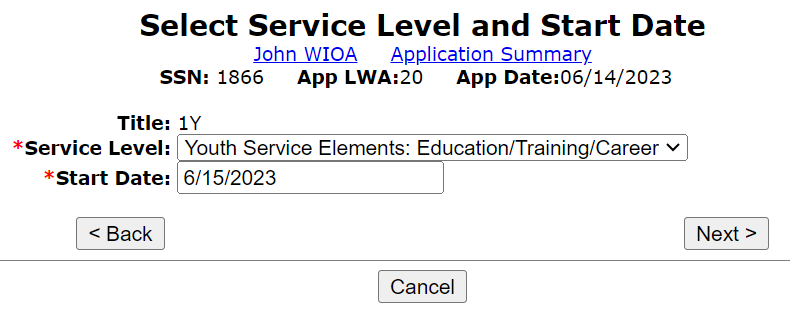 Select Service Level and Start Date
John WIOA Application Summary
SSN: 1866 App LWA:20 App Date:06/14/2023
Title: 1Y
*Service Level: Youth Service Elements: Education/Training/Career
*Start Date: 6/15/2023
< Back Next >
Cancel